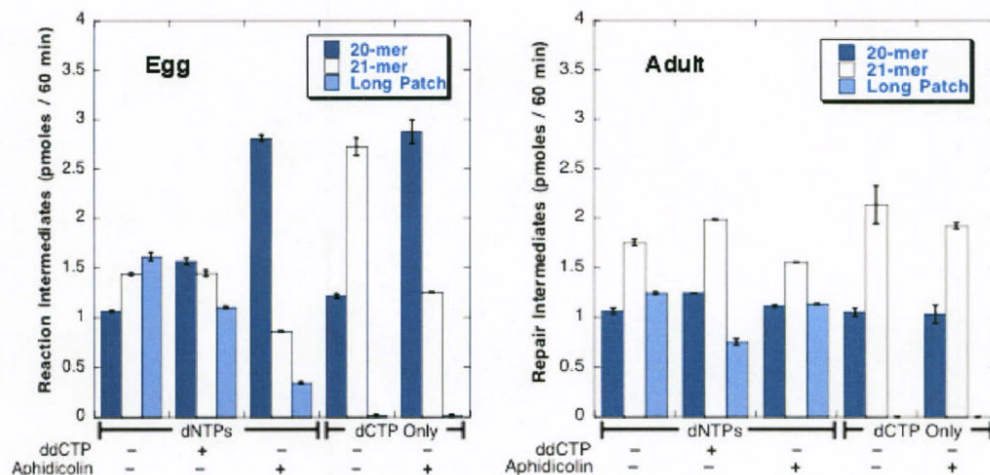 Egg
20-mer
21-mer
Long Patch
Reaction Intermediates (pmoles / 60 min)
4
3.5
3
2.5
2
1.5
1
0.5
0
dNTPs
dCTP Only
ddCTP - + - - -
Aphidicolin - - + - +
Adult
20-mer
21-mer
Long Patch
Repair Intermediates (pmoles / 60 min)
4
3.5
3
2.5
2
1.5
1
0.5
0
dNTPs
dCTP Only
- + - - -
- - + - +